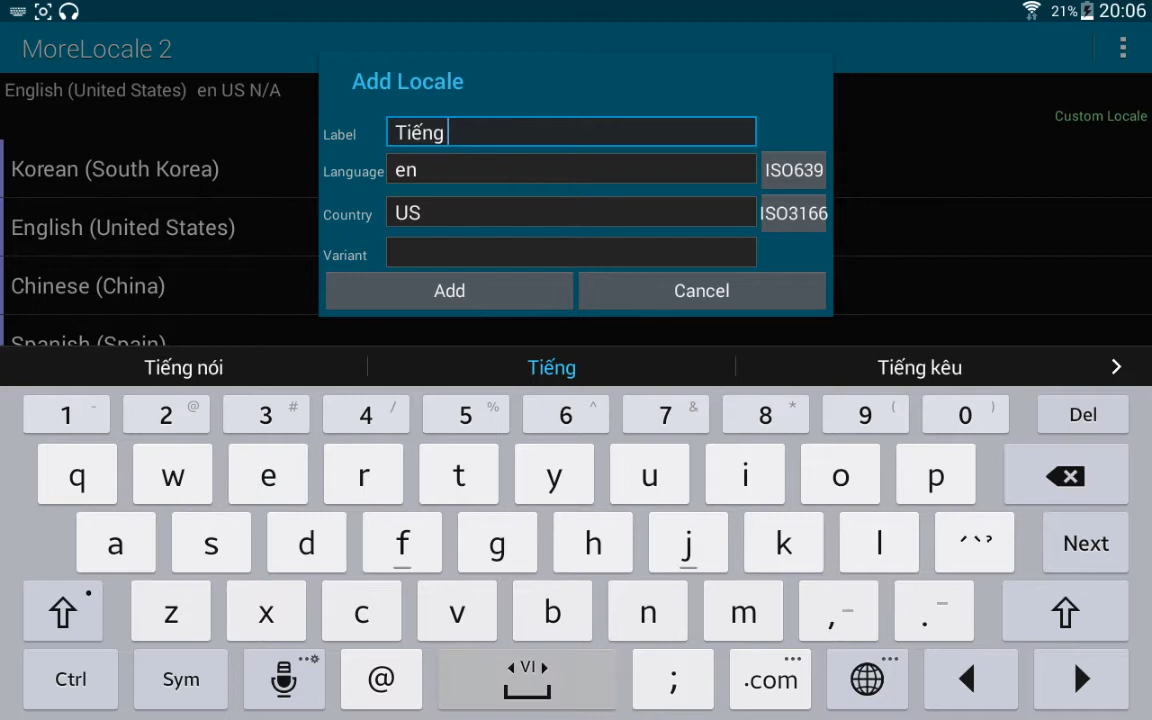 21% 20:06
MoreLocale 2
English (United States) en US N/A
Custom Locale
Korean (South Korea)
English (United States)
Chinese (China)
Spanish (Spain)
Add Locale
Label Tiếng
Language en ISO639
Country US ISO3166
Variant
Add Cancel
Tiếng nói Tiếng Tiếng kêu >
1 - 2 @ 3 # 4 / 5 % 6 ^ 7 & 8 * 9 ( 0 ) Del
q w e r t y u i o p
a s d f g h j k l ´ ` ̉ Next
z x c v b n m , – . –
Ctrl Sym @ VI ; .com